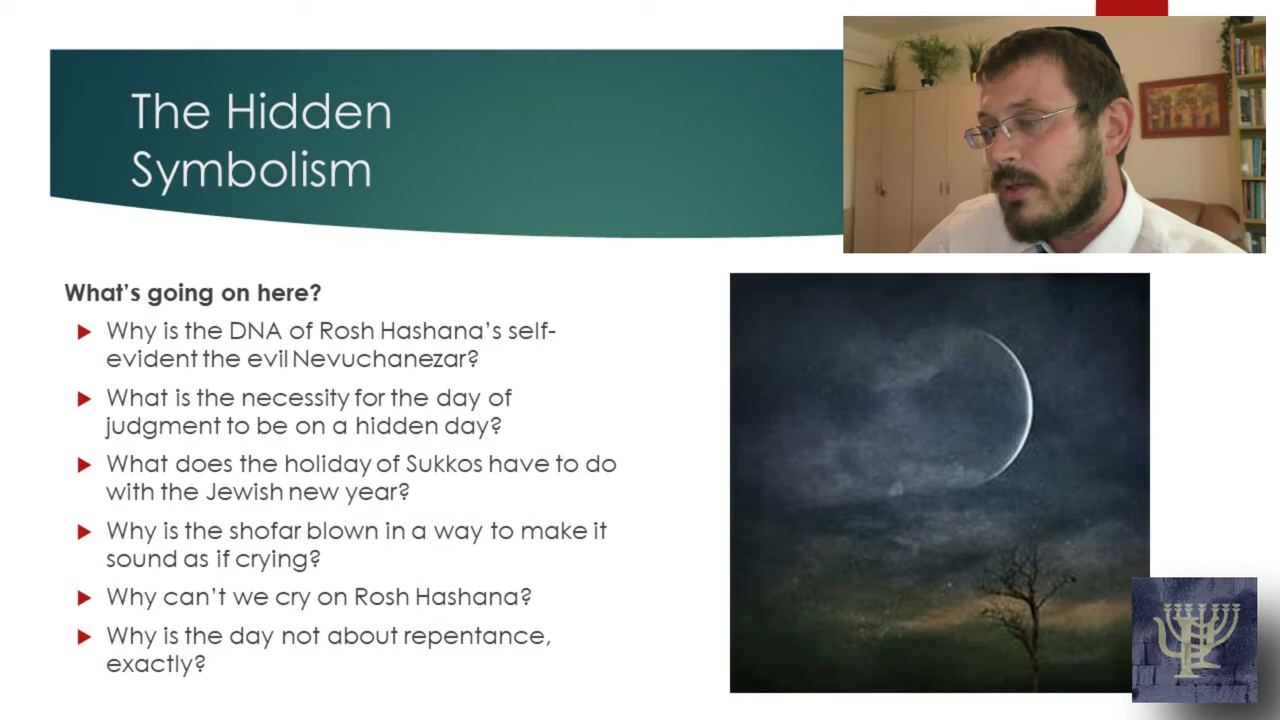 The Hidden
Symbolism
What's going on here?
Why is the DNA of Rosh Hashana's self-
evident the evil Nevuchanezar?
What is the necessity for the day of
judgment to be on a hidden day?
What does the holiday of Sukkos have to do
with the Jewish new year?
Why is the shofar blown in a way to make it
sound as if crying?
Why can't we cry on Rosh Hashana?
Why is the day not about repentance,
exactly?